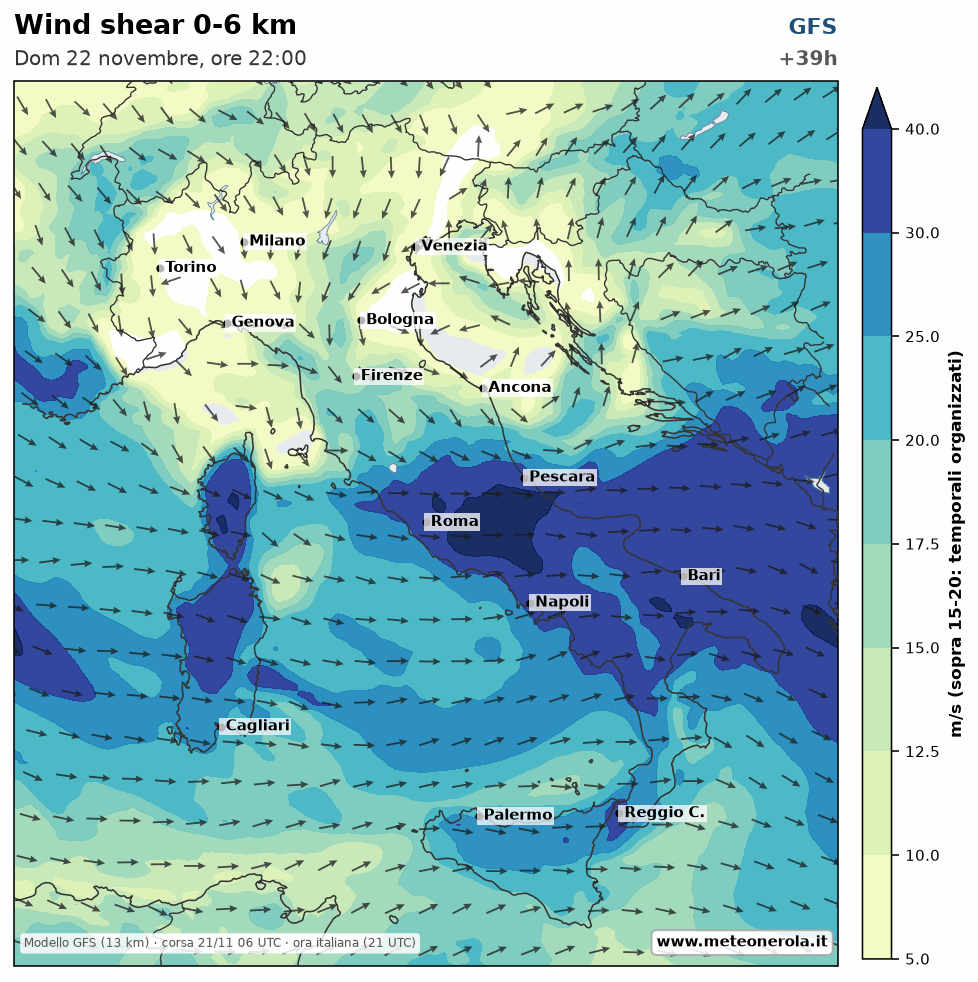 Wind shear 0-6 km
GFS
Dom 22 novembre, ore 22:00
+39h
Milano
Venezia
Torino
Genova
Bologna
Firenze
Ancona
Pescara
Roma
Bari
Napoli
Cagliari
Palermo
Reggio C.
40.0
30.0
25.0
20.0
17.5
15.0
12.5
10.0
5.0
m/s (sopra 15-20: temporali organizzati)
Modello GFS (13 km) · corsa 21/11 06 UTC · ora italiana (21 UTC)
www.meteonerola.it